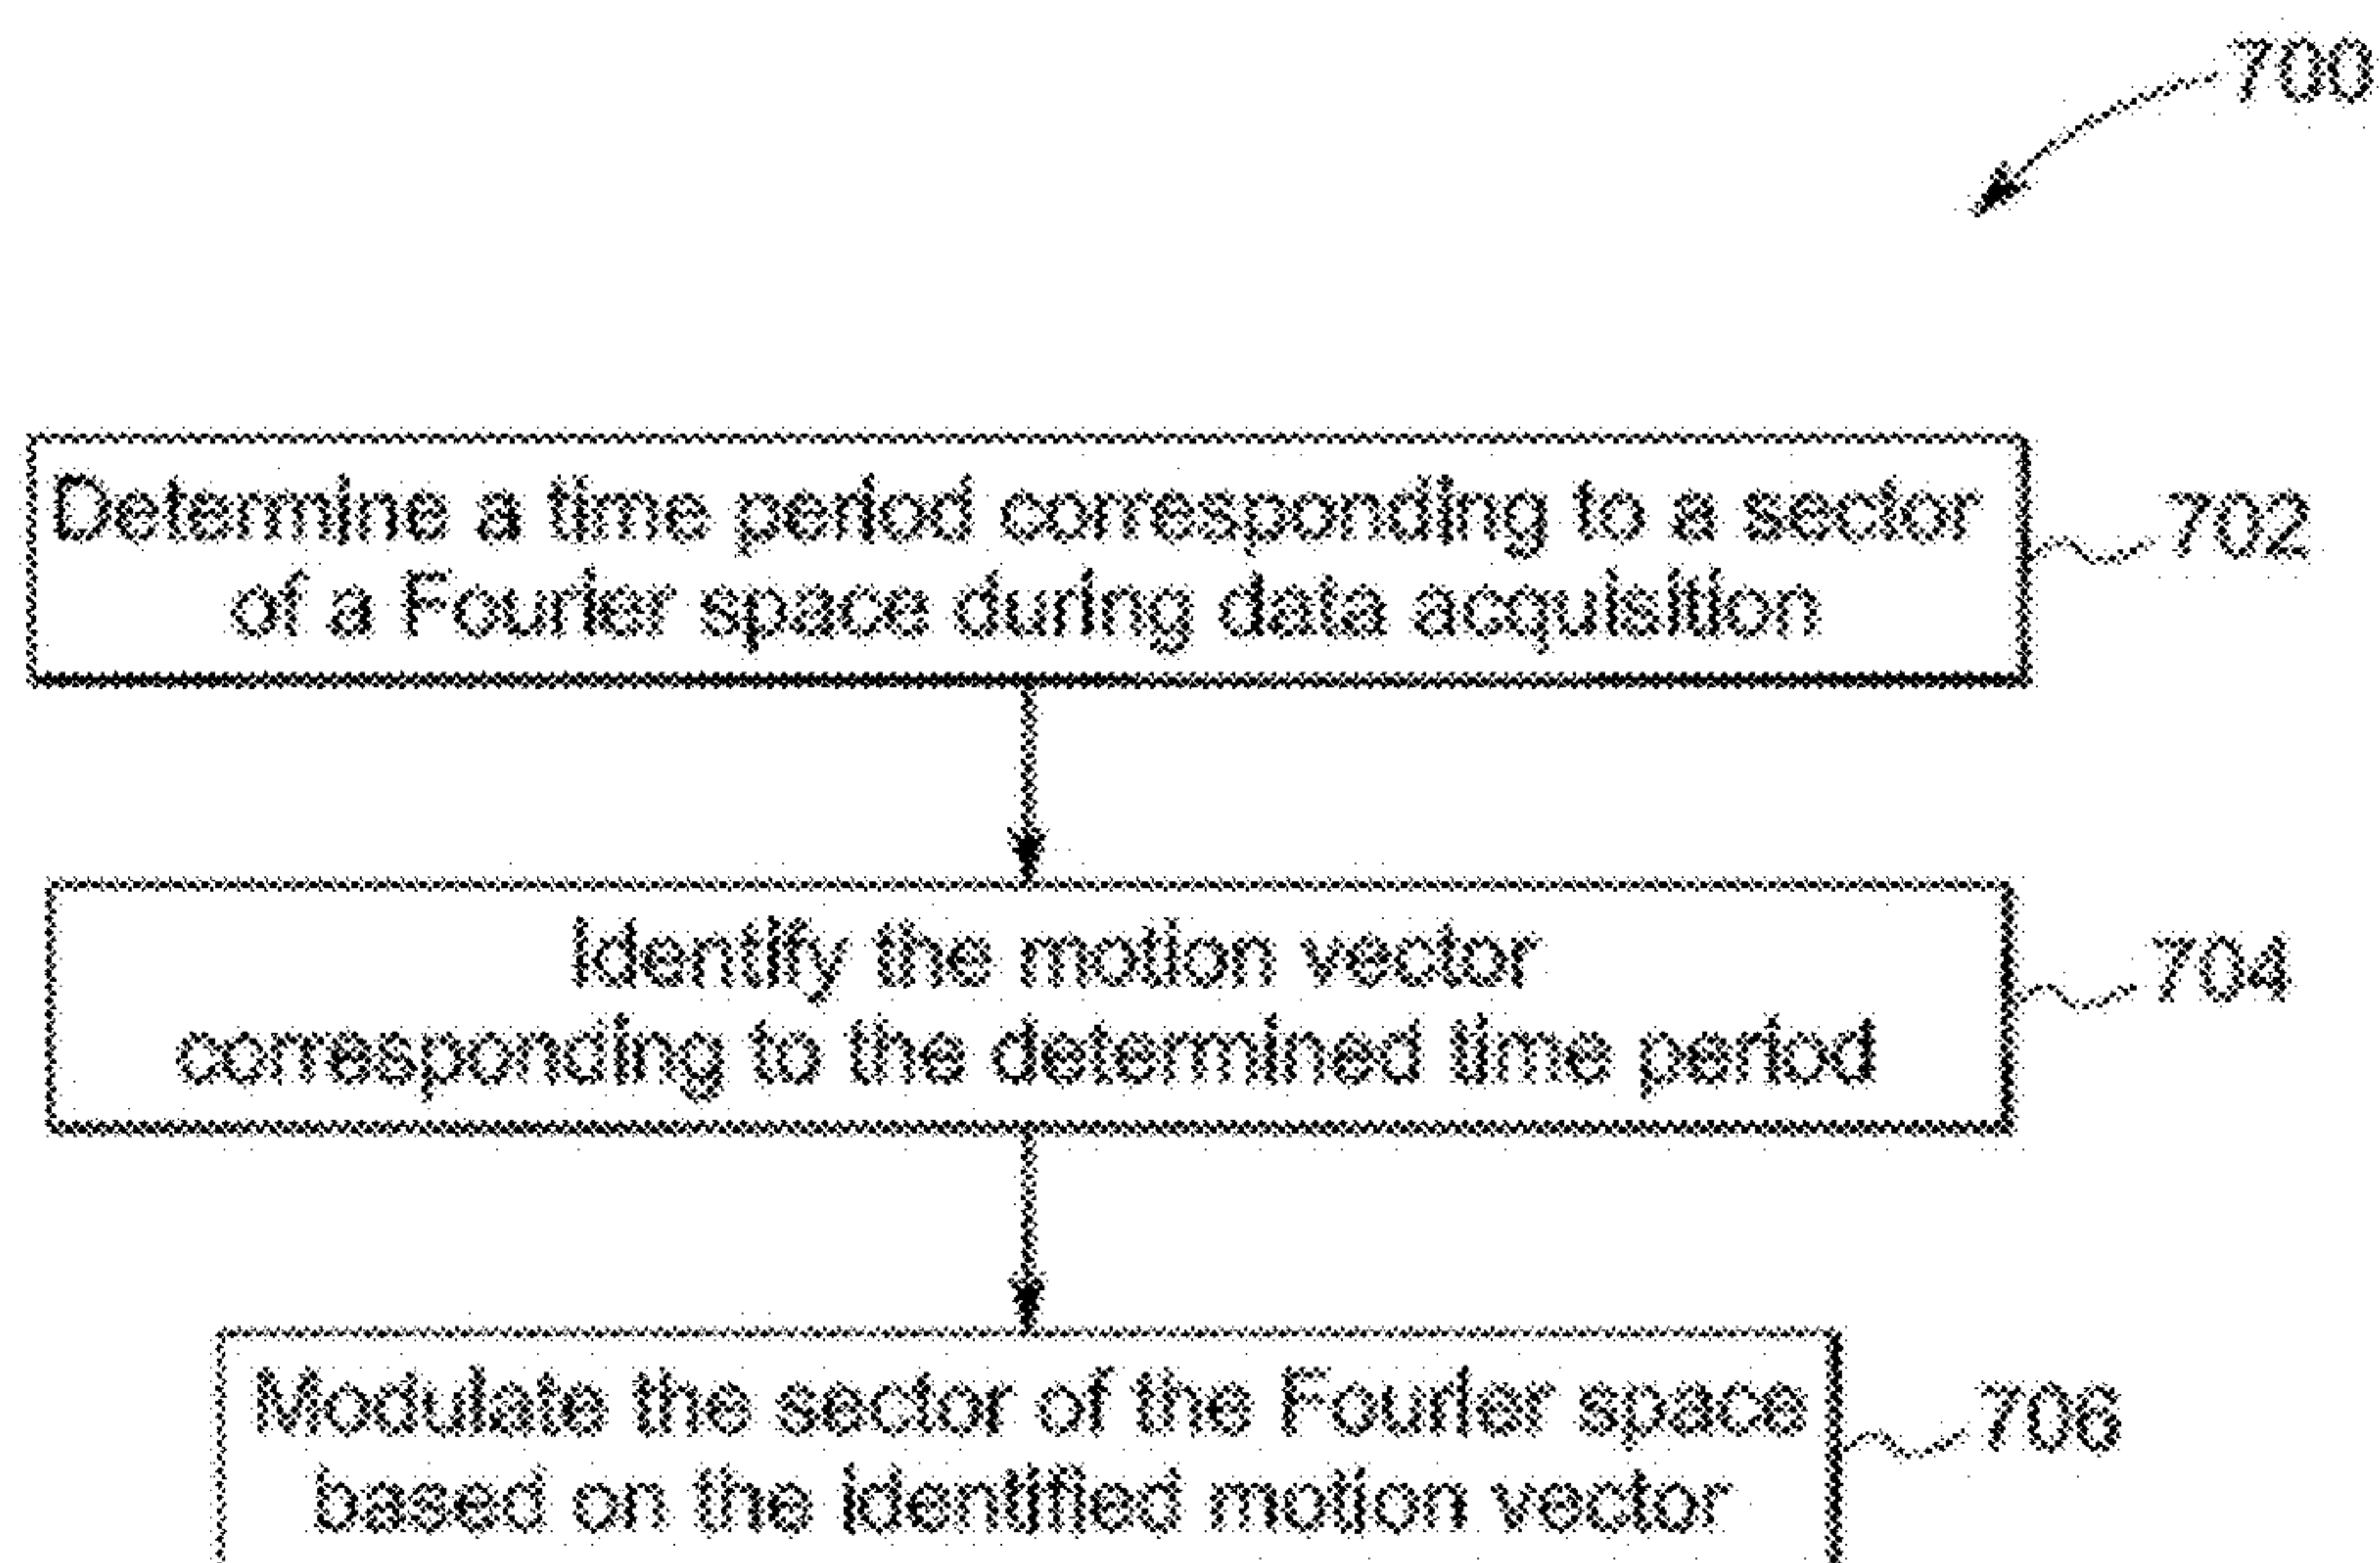 700
Determine a time period corresponding to a sector
of a Fourier space during data acquisition
702
Identify the motion vector
corresponding to the determined time period
704
Modulate the sector of the Fourier space
based on the identified motion vector
706